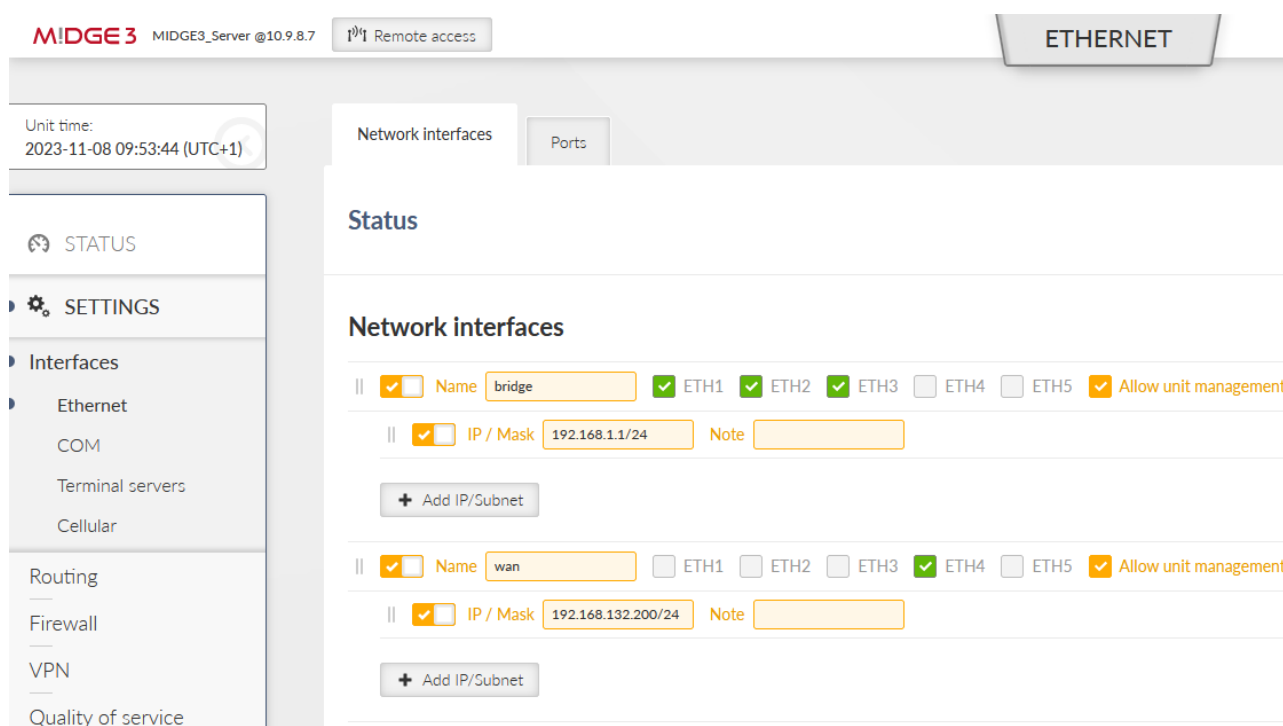 M!DGE 3 MIDGE3_Server @10.9.8.7 Remote access ETHERNET
Unit time:
2023-11-08 09:53:44 (UTC+1)
Network interfaces Ports
STATUS
SETTINGS
Interfaces
Ethernet
COM
Terminal servers
Cellular
Routing
Firewall
VPN
Quality of service
Status
Network interfaces
Name bridge ETH1 ETH2 ETH3 ETH4 ETH5 Allow unit management
IP / Mask 192.168.1.1/24 Note
Add IP/Subnet
Name wan ETH1 ETH2 ETH3 ETH4 ETH5 Allow unit management
IP / Mask 192.168.132.200/24 Note
Add IP/Subnet